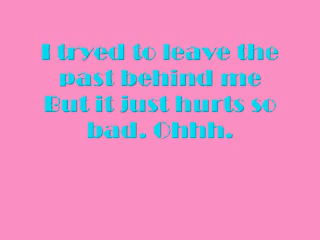 I tryed to leave the
past behind me
But it just hurts so
bad. Ohhh.